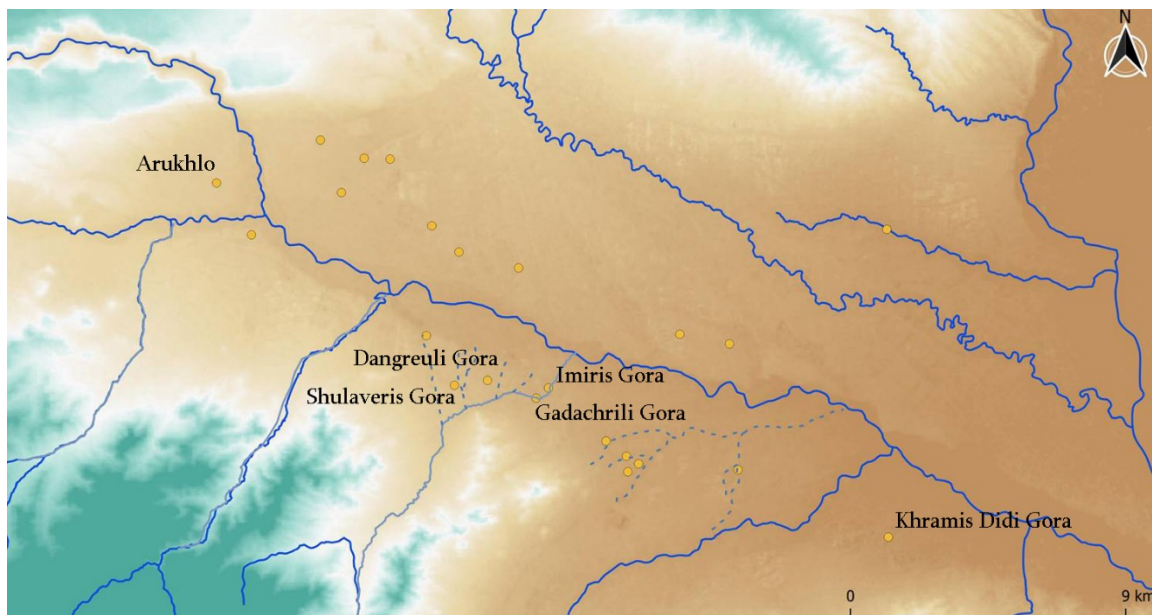 N
Arukhlo
Dangreuli Gora
Imiris Gora
Shulaveris Gora
Gadachrili Gora
Khramis Didi Gora
0 9 km